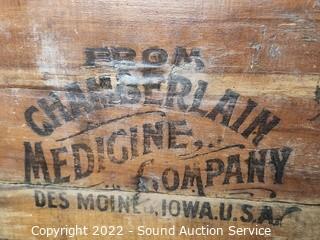 FROM
CHAMBERLAIN
MEDICINE,..
COMPANY
DES MOINES, IOWA. U.S.A.
Copyright 2022 - Sound Auction Service